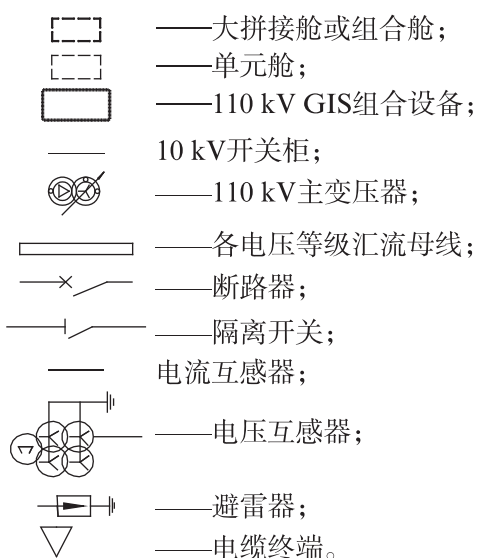 ——大拼接舱或组合舱；
——单元舱；
——110 kV GIS组合设备；
10 kV开关柜；
——110 kV主变压器；
——各电压等级汇流母线；
——断路器；
——隔离开关；
电流互感器；
——电压互感器；
——避雷器；
——电缆终端。